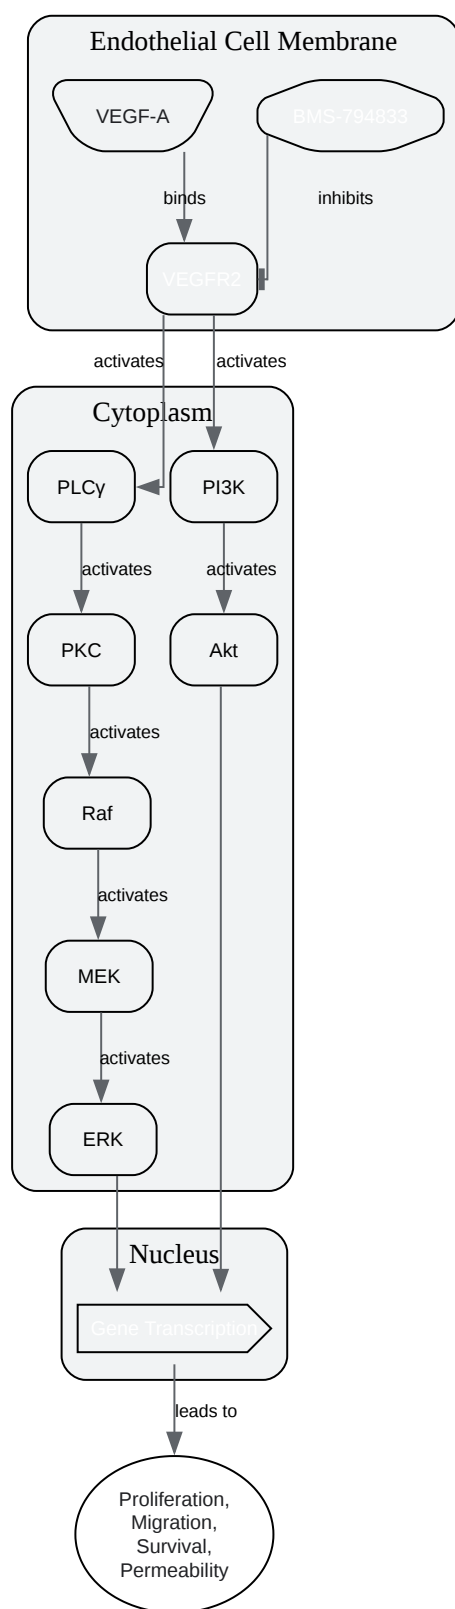 Endothelial Cell Membrane
VEGF-A
BMS-794833
binds
inhibits
VEGFR2
activates
activates
Cytoplasm
PLCγ
PI3K
activates
activates
PKC
Akt
activates
Raf
activates
MEK
activates
ERK
Nucleus
Gene Transcription
leads to
Proliferation,
Migration,
Survival,
Permeability